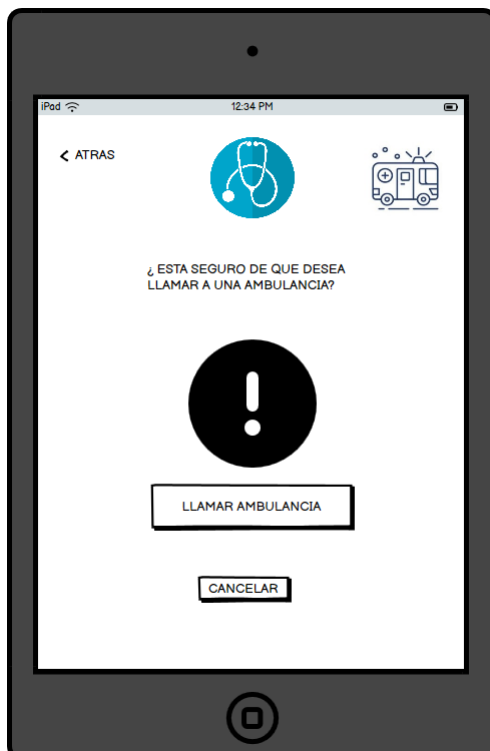 iPad 12:34 PM
< ATRAS
¿ ESTA SEGURO DE QUE DESEA
LLAMAR A UNA AMBULANCIA?
LLAMAR AMBULANCIA
CANCELAR